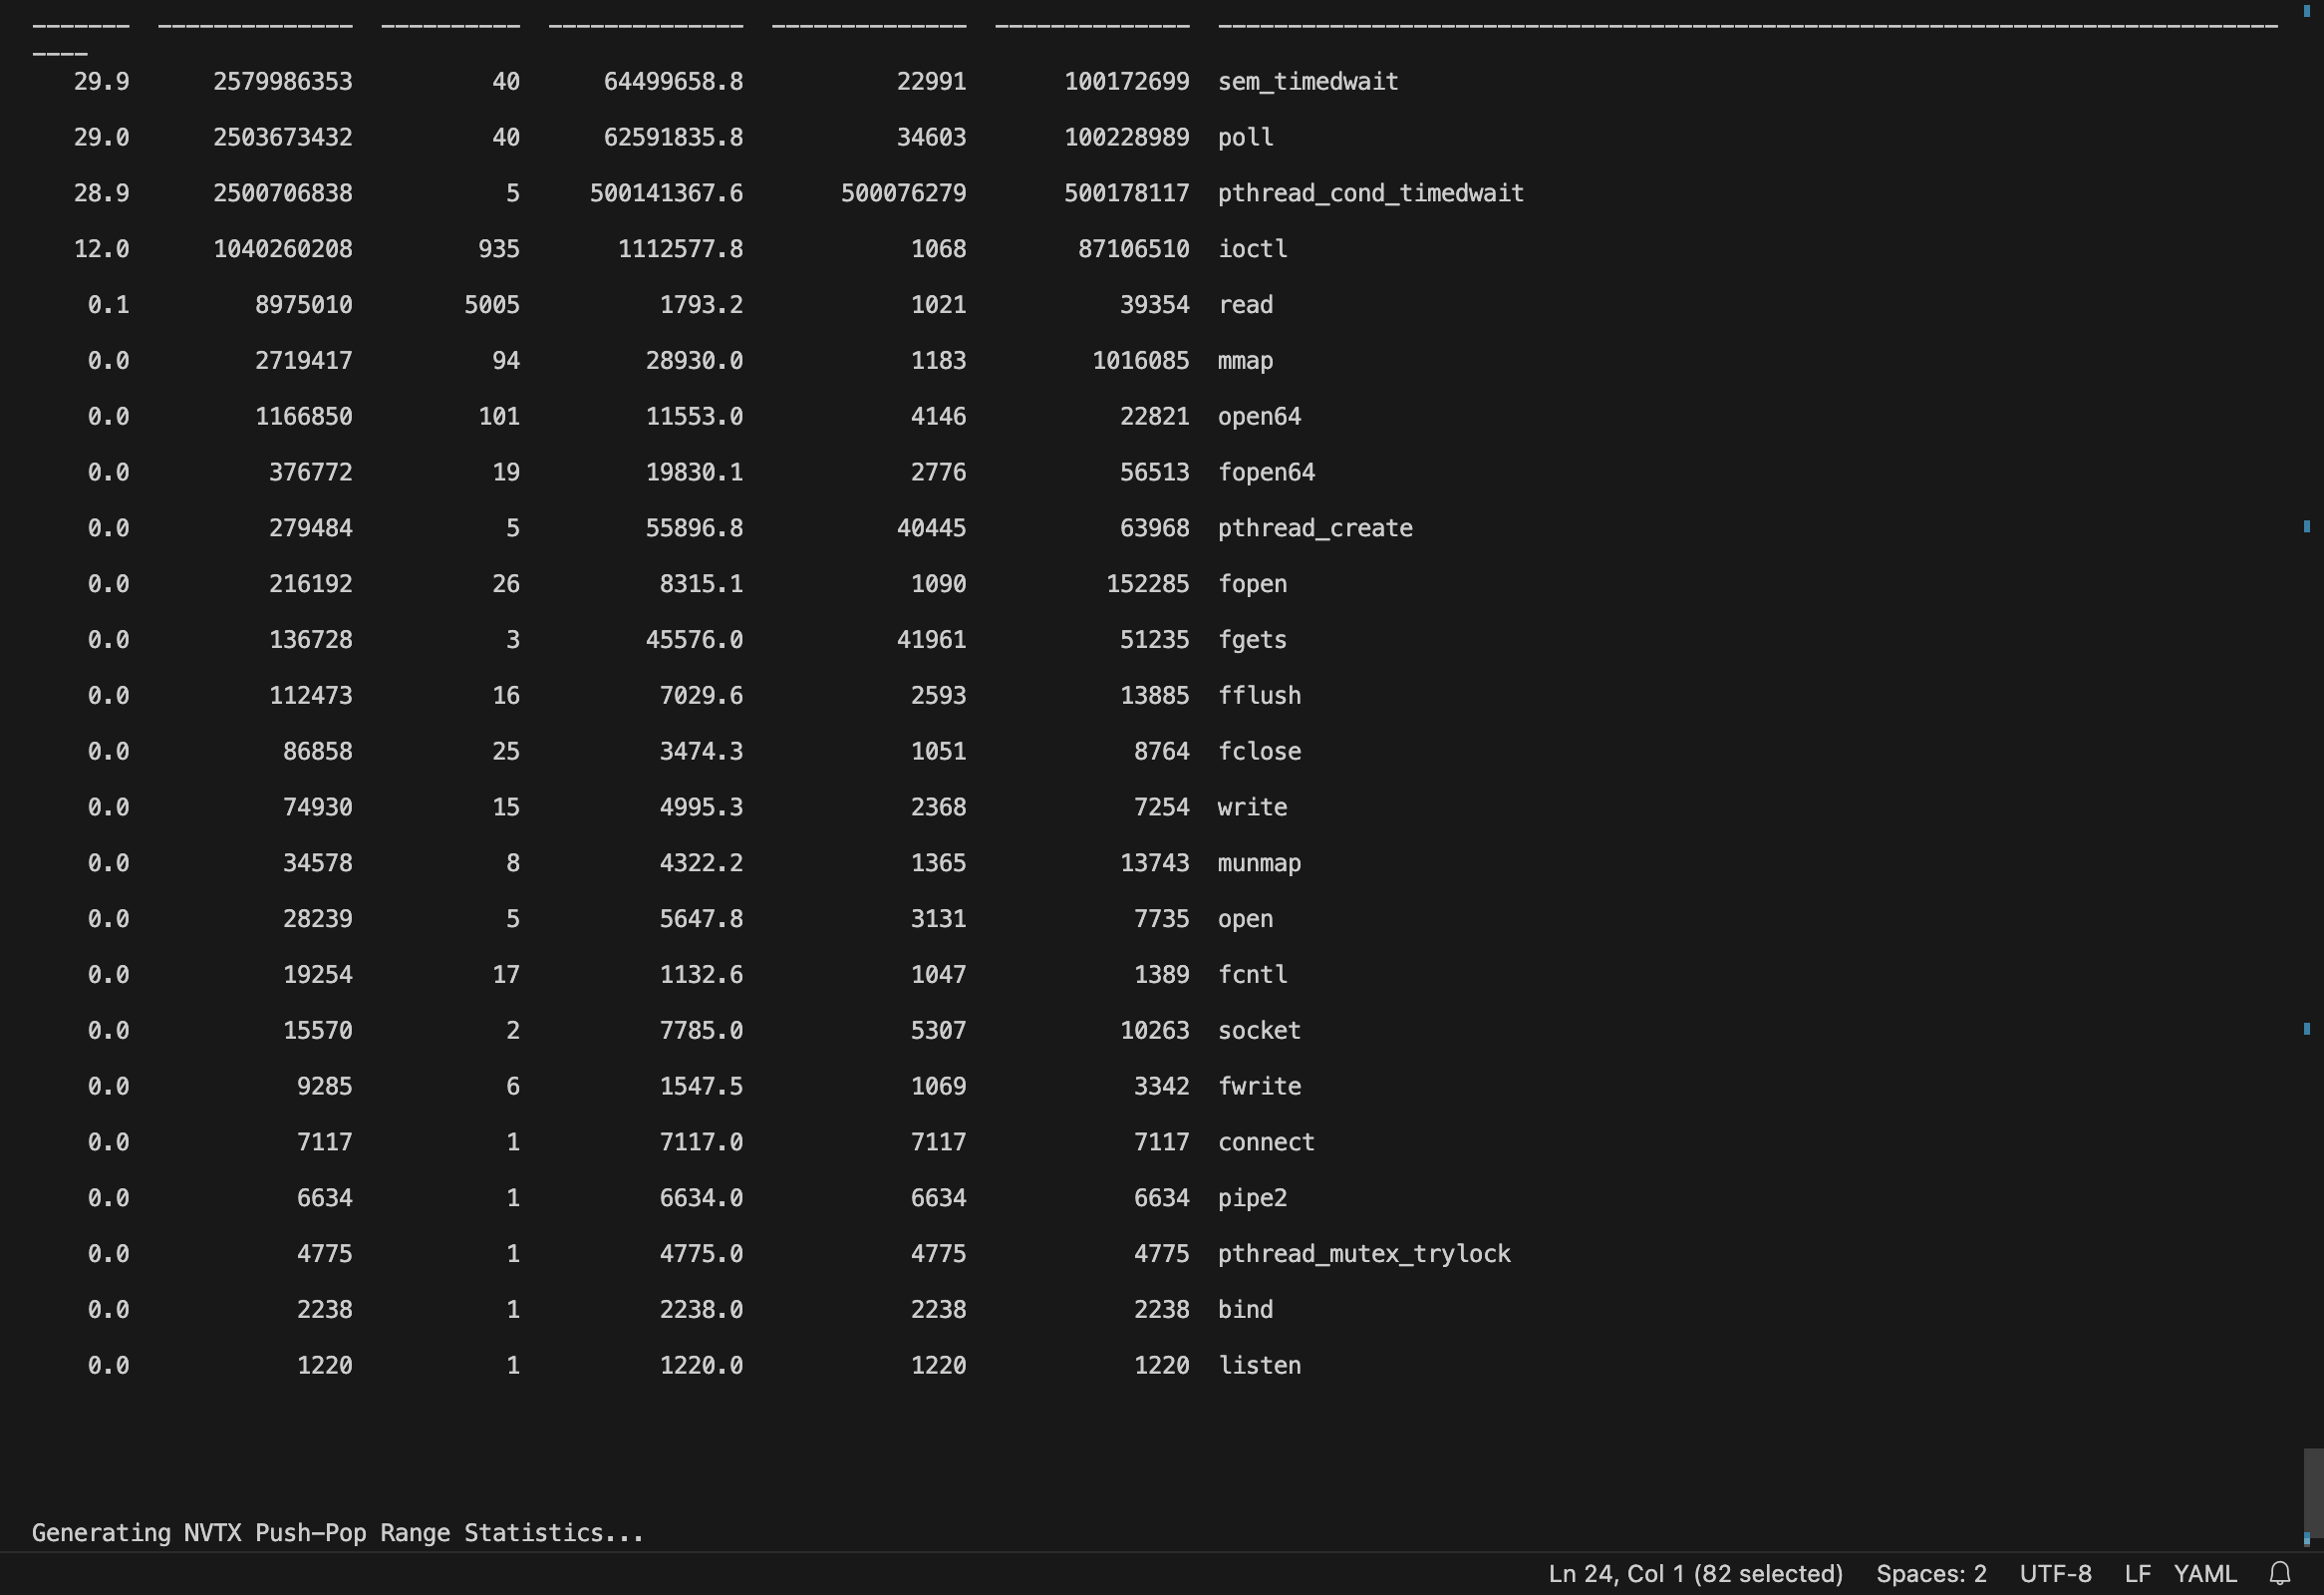 -------  --------------  ----------  --------------  --------------  --------------  ----------------------------------------------------------------------------
----
29.9 2579986353 40 64499658.8 22991 100172699 sem_timedwait
29.0 2503673432 40 62591835.8 34603 100228989 poll
28.9 2500706838 5 500141367.6 500076279 500178117 pthread_cond_timedwait
12.0 1040260208 935 1112577.8 1068 87106510 ioctl
0.1 8975010 5005 1793.2 1021 39354 read
0.0 2719417 94 28930.0 1183 1016085 mmap
0.0 1166850 101 11553.0 4146 22821 open64
0.0 376772 19 19830.1 2776 56513 fopen64
0.0 279484 5 55896.8 40445 63968 pthread_create
0.0 216192 26 8315.1 1090 152285 fopen
0.0 136728 3 45576.0 41961 51235 fgets
0.0 112473 16 7029.6 2593 13885 fflush
0.0 86858 25 3474.3 1051 8764 fclose
0.0 74930 15 4995.3 2368 7254 write
0.0 34578 8 4322.2 1365 13743 munmap
0.0 28239 5 5647.8 3131 7735 open
0.0 19254 17 1132.6 1047 1389 fcntl
0.0 15570 2 7785.0 5307 10263 socket
0.0 9285 6 1547.5 1069 3342 fwrite
0.0 7117 1 7117.0 7117 7117 connect
0.0 6634 1 6634.0 6634 6634 pipe2
0.0 4775 1 4775.0 4775 4775 pthread_mutex_trylock
0.0 2238 1 2238.0 2238 2238 bind
0.0 1220 1 1220.0 1220 1220 listen
Generating NVTX Push-Pop Range Statistics...
Ln 24, Col 1 (82 selected) Spaces: 2 UTF-8 LF YAML